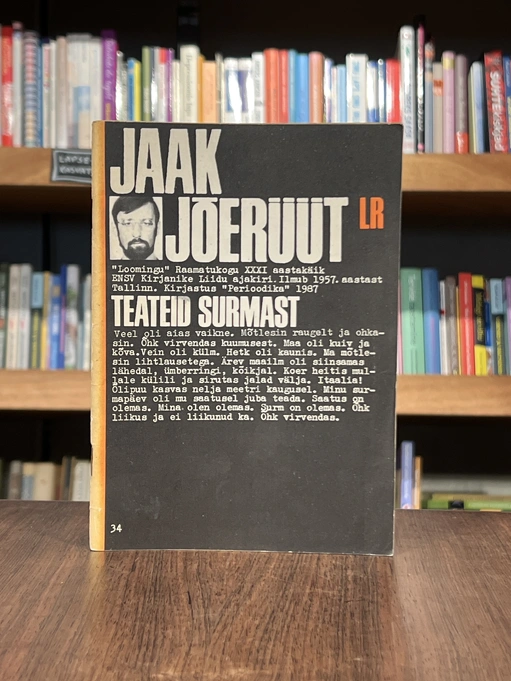 JAAK
JÕERÜÜT
LR
"Loomingu" Raamatukogu XXXI aastakäik
ENSV Kirjanike Liidu ajakiri. Ilmub 1957. aastast
Tallinn. Kirjastus "Perioodika" 1987
TEATEID SURMAST
Veel oli aias vaikne. Mõtlesin raugelt ja ohka-
sin. Õhk virvendas kuumusest. Maa oli kuiv ja
kõva. Vein oli külm. Hetk oli kaunis. Ma mõtle-
sin lihtlausetega. Ärev maailm oli siinsamas
lähedal, ümberringi, kõikjal. Koer heitis mul-
lale külili ja sirutas jalad välja. Itaalia!
Õlipuu kasvas nelja meetri kaugusel. Minu sur-
mapäev oli mu saatusel juba teada. Saatus on
olemas. Mina olen olemas. Surm on olemas. Õhk
liikus ja ei liikunud ka. Õhk virvendas.
34